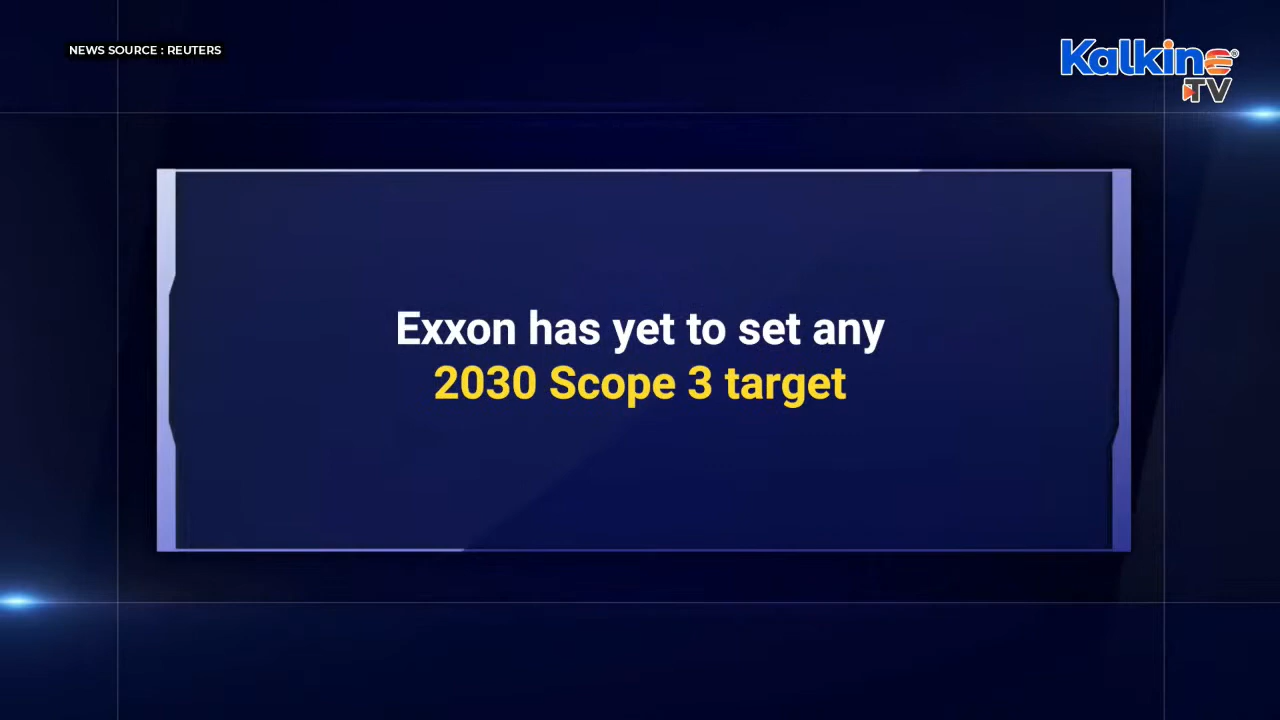 NEWS SOURCE : REUTERS
Kalkine®
TV
Exxon has yet to set any
2030 Scope 3 target